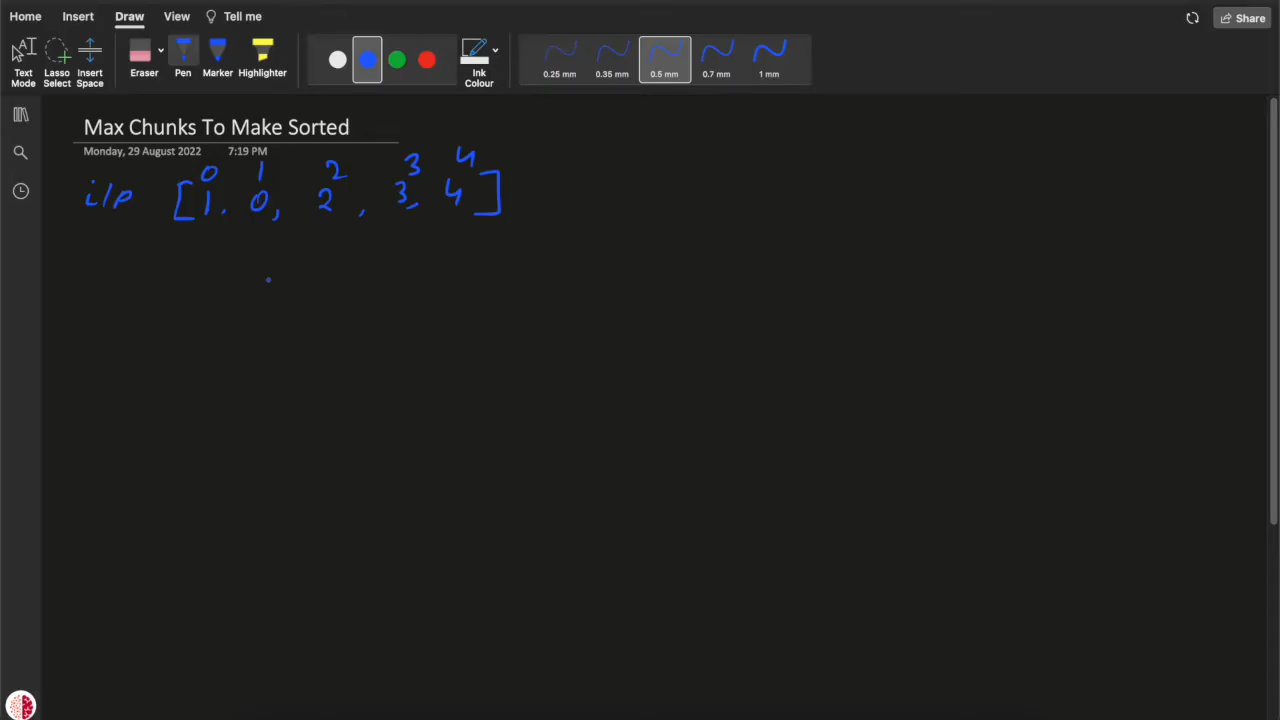 Home Insert Draw View Tell me Share
Text Mode Lasso Select Insert Space Eraser Pen Marker Highlighter Ink Colour 0.25 mm 0.35 mm 0.5 mm 0.7 mm 1 mm
Max Chunks To Make Sorted
Monday, 29 August 2022 7:19 PM
0 1 2 3 4
i/p [1, 0, 2, 3, 4]